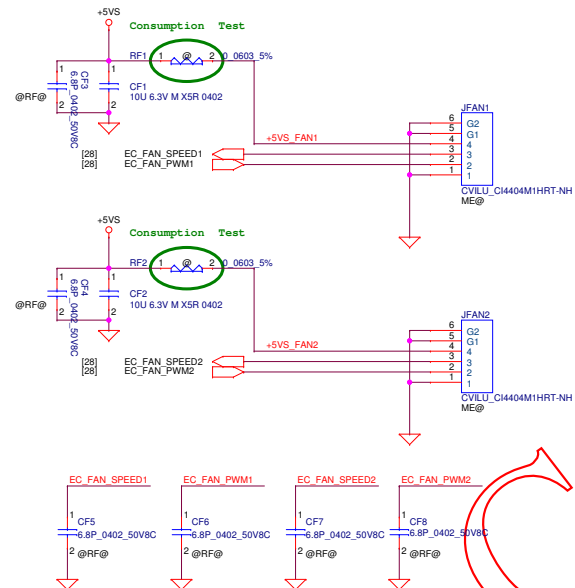 +5VS
Consumption Test
RF1 1 @ 2 0_0603_5%
1
CF3
6.8P_0402_50V8C
@RF@
2
1
CF1
10U 6.3V M X5R 0402
2
JFAN1
6 G2
5 G1
+5VS_FAN1 4 4
[28] EC_FAN_SPEED1 3 3
[28] EC_FAN_PWM1 2 2
1 1
CVILU_CI4404M1HRT-NH
ME@
+5VS
Consumption Test
RF2 1 @ 2 0_0603_5%
1
CF4
6.8P_0402_50V8C
@RF@
2
1
CF2
10U 6.3V M X5R 0402
2
JFAN2
6 G2
5 G1
+5VS_FAN2 4 4
[28] EC_FAN_SPEED2 3 3
[28] EC_FAN_PWM2 2 2
1 1
CVILU_CI4404M1HRT-NH
ME@
EC_FAN_SPEED1 EC_FAN_PWM1 EC_FAN_SPEED2 EC_FAN_PWM2
1 1 1 1
CF5 CF6 CF7 CF8
6.8P_0402_50V8C 6.8P_0402_50V8C 6.8P_0402_50V8C 6.8P_0402_50V8C
2 @RF@ 2 @RF@ 2 @RF@ 2 @RF@